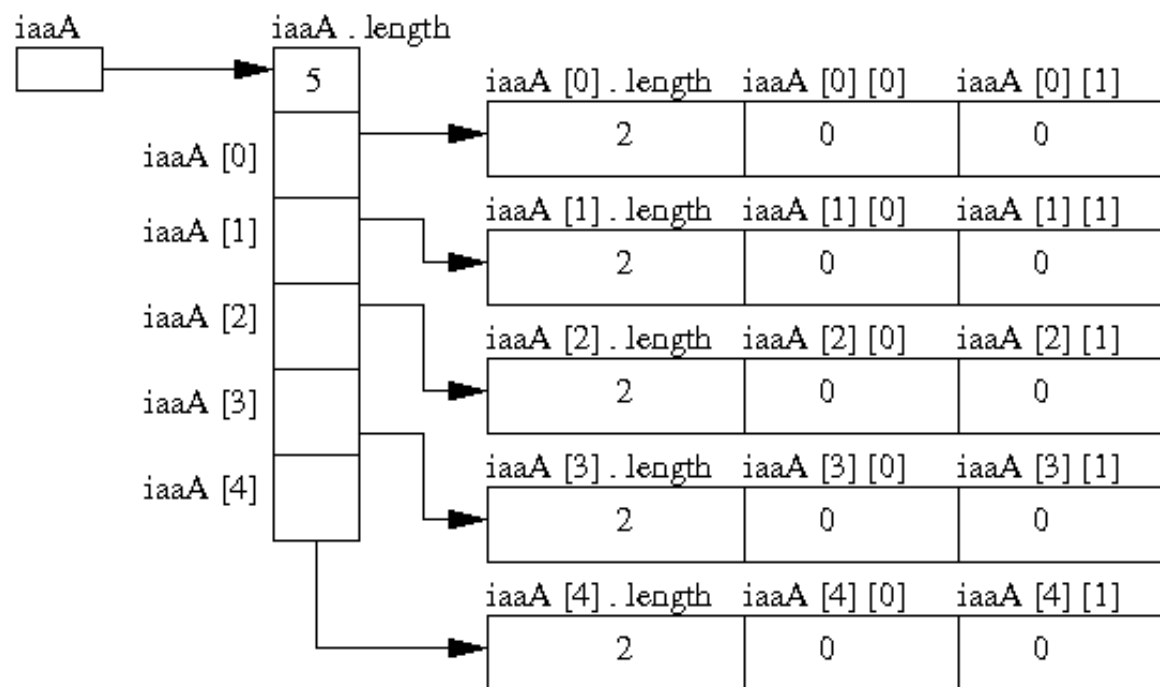 iaaA iaaA . length
5
iaaA [0] . length iaaA [0] [0] iaaA [0] [1]
2 0 0
iaaA [0]
iaaA [1] . length iaaA [1] [0] iaaA [1] [1]
iaaA [1]
2 0 0
iaaA [2]
iaaA [2] . length iaaA [2] [0] iaaA [2] [1]
2 0 0
iaaA [3]
iaaA [3] . length iaaA [3] [0] iaaA [3] [1]
iaaA [4]
2 0 0
iaaA [4] . length iaaA [4] [0] iaaA [4] [1]
2 0 0